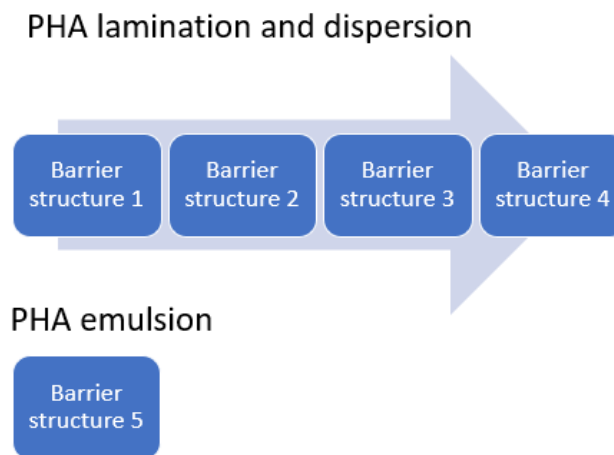 PHA lamination and dispersion
Barrier
structure 1
Barrier
structure 2
Barrier
structure 3
Barrier
structure 4
PHA emulsion
Barrier
structure 5